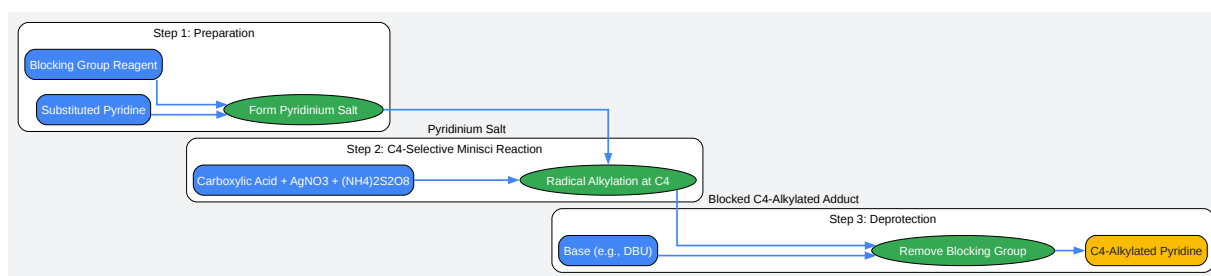 Step 1: Preparation
Blocking Group Reagent
Substituted Pyridine
Form Pyridinium Salt
Pyridinium Salt
Step 2: C4-Selective Minisci Reaction
Carboxylic Acid + AgNO3 + (NH4)2S2O8
Radical Alkylation at C4
Blocked C4-Alkylated Adduct
Step 3: Deprotection
Base (e.g., DBU)
Remove Blocking Group
C4-Alkylated Pyridine